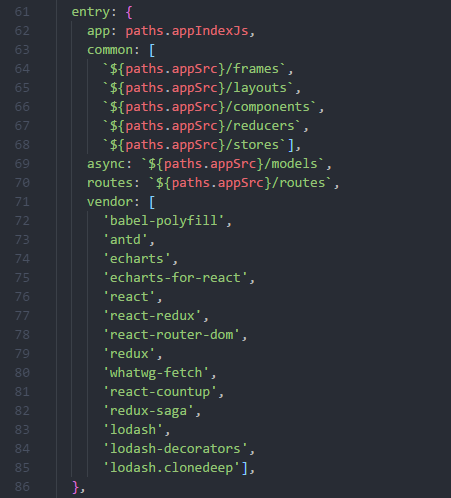 61 entry: {
62 app: paths.appIndexJs,
63 common: [
64 `${paths.appSrc}/frames`,
65 `${paths.appSrc}/layouts`,
66 `${paths.appSrc}/components`,
67 `${paths.appSrc}/reducers`,
68 `${paths.appSrc}/stores`],
69 async: `${paths.appSrc}/models`,
70 routes: `${paths.appSrc}/routes`,
71 vendor: [
72 'babel-polyfill',
73 'antd',
74 'echarts',
75 'echarts-for-react',
76 'react',
77 'react-redux',
78 'react-router-dom',
79 'redux',
80 'whatwg-fetch',
81 'react-countup',
82 'redux-saga',
83 'lodash',
84 'lodash-decorators',
85 'lodash.clonedeep'],
86 },